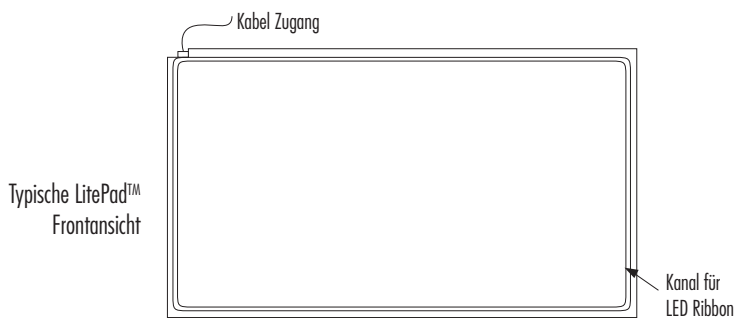 Kabel Zugang
Typische LitePad™
Frontansicht
Kanal für
LED Ribbon